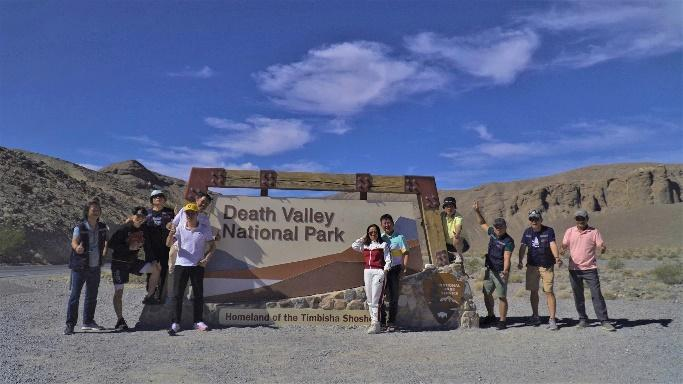 Death Valley
National Park
Homeland of the Timbisha Shosh